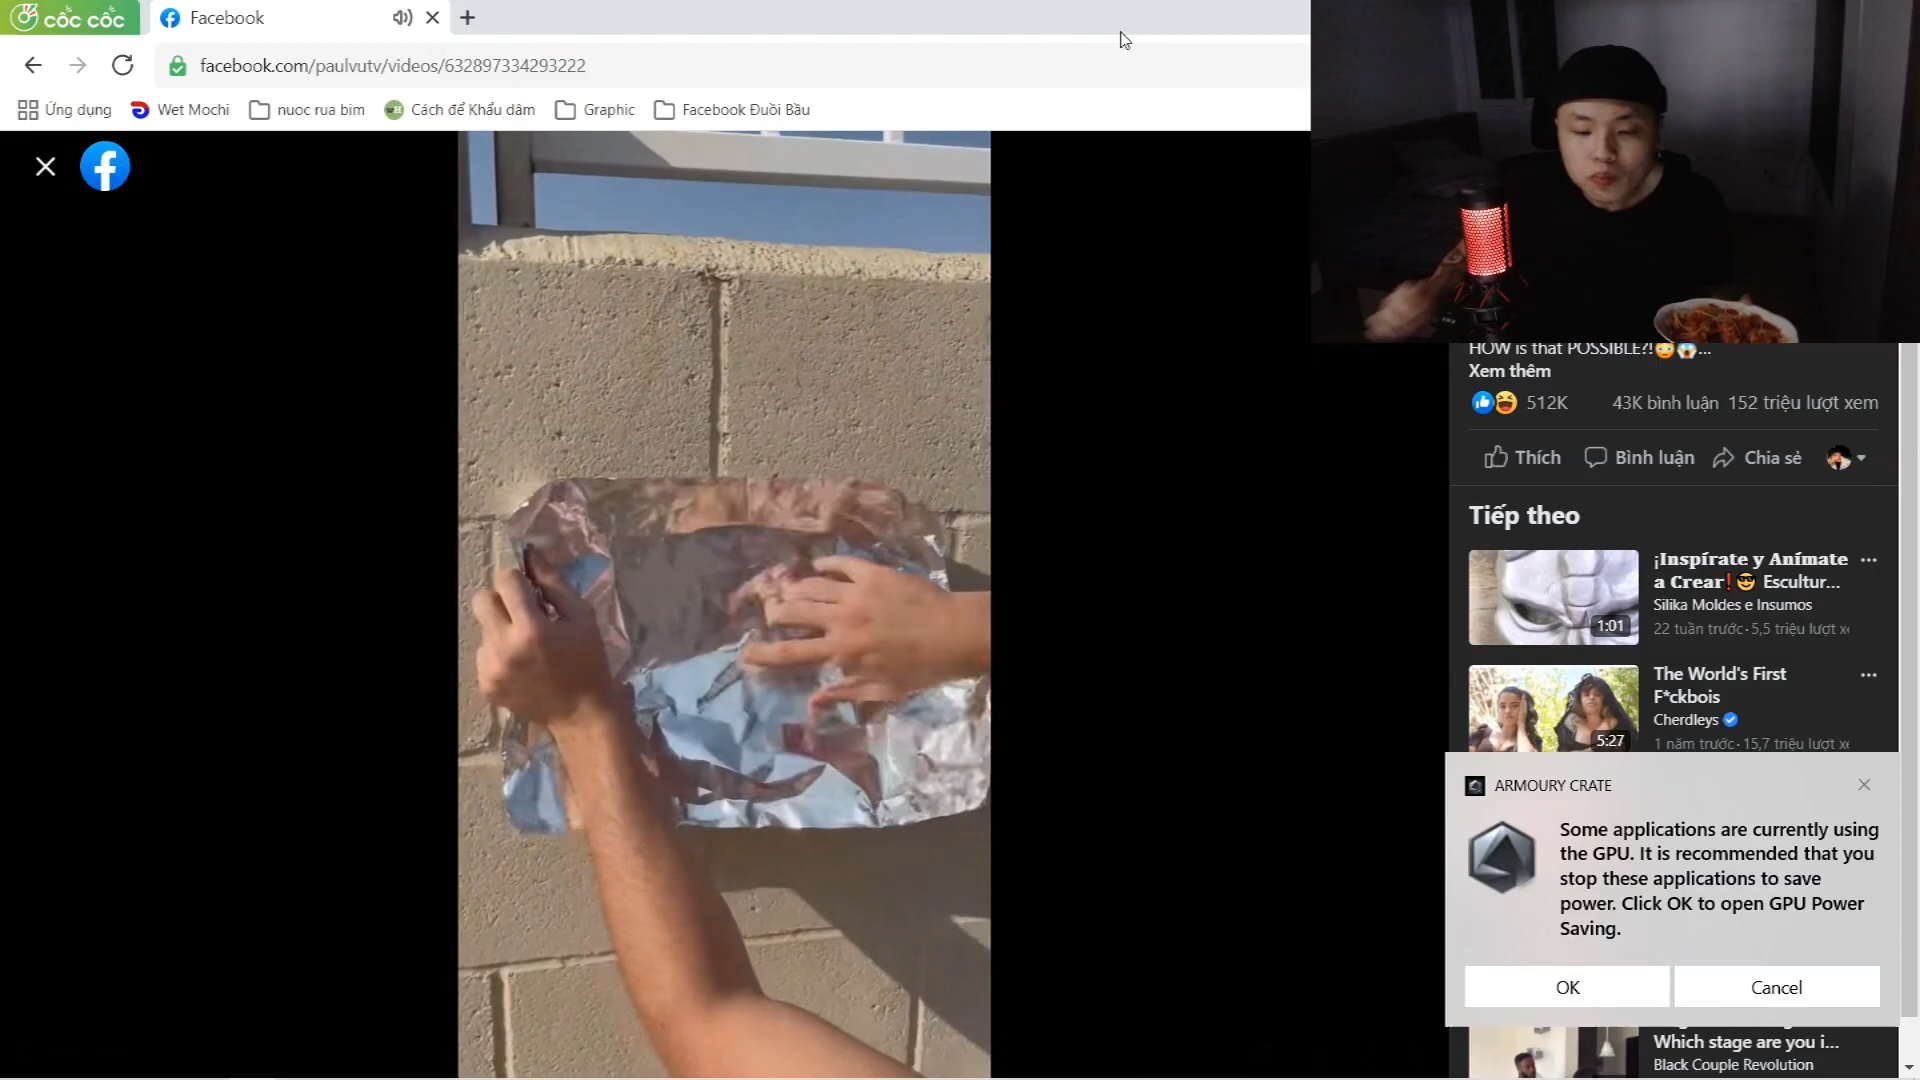 cốc cốc
Facebook
facebook.com/paulvutv/videos/632897334293222
Ứng dụng
Wet Mochi
nuoc rua bim
Cách để Khẩu dâm
Graphic
Facebook Đuôi Bầu
HOW is that POSSIBLE?!😳😱...
Xem thêm
512K
43K bình luận
152 triệu lượt xem
Thích
Bình luận
Chia sẻ
Tiếp theo
¡Inspírate y Anímate
a Crear❗😎 Escultur...
Silika Moldes e Insumos
22 tuần trước · 5,5 triệu lượt
1:01
The World's First
F*ckbois
Cherdleys
1 năm trước · 15,7 triệu lượt
5:27
ARMOURY CRATE
Some applications are currently using
the GPU. It is recommended that you
stop these applications to save
power. Click OK to open GPU Power
Saving.
OK
Cancel
Which stage are you i...
Black Couple Revolution